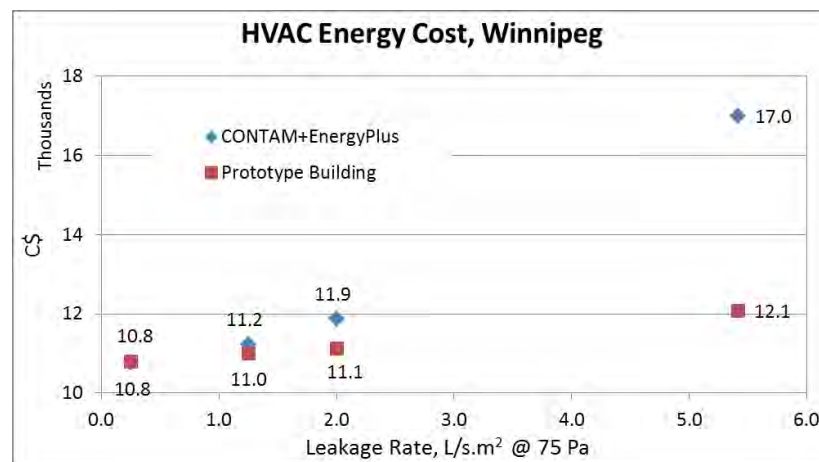 HVAC Energy Cost, Winnipeg
18
Thousands
CONTAM+EnergyPlus
17.0
16
Prototype Building
C$
14
11.9
12
10.8
11.2
12.1
10.8
11.0
11.1
10
0.0 1.0 2.0 3.0 4.0 5.0 6.0
Leakage Rate, L/s.m² @ 75 Pa